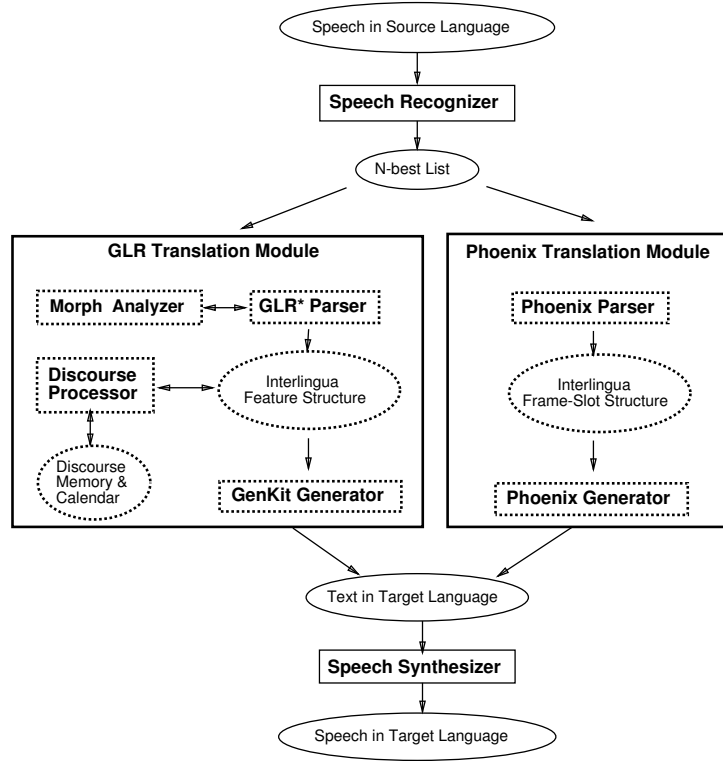 Speech in Source Language
Speech Recognizer
N-best List
GLR Translation Module
Morph Analyzer
GLR* Parser
Discourse
Processor
Interlingua
Feature Structure
Discourse
Memory &
Calendar
GenKit Generator
Phoenix Translation Module
Phoenix Parser
Interlingua
Frame-Slot Structure
Phoenix Generator
Text in Target Language
Speech Synthesizer
Speech in Target Language